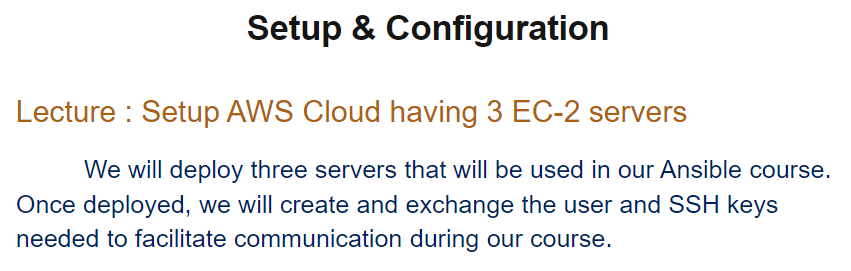 Setup & Configuration
Lecture : Setup AWS Cloud having 3 EC-2 servers
We will deploy three servers that will be used in our Ansible course.
Once deployed, we will create and exchange the user and SSH keys
needed to facilitate communication during our course.